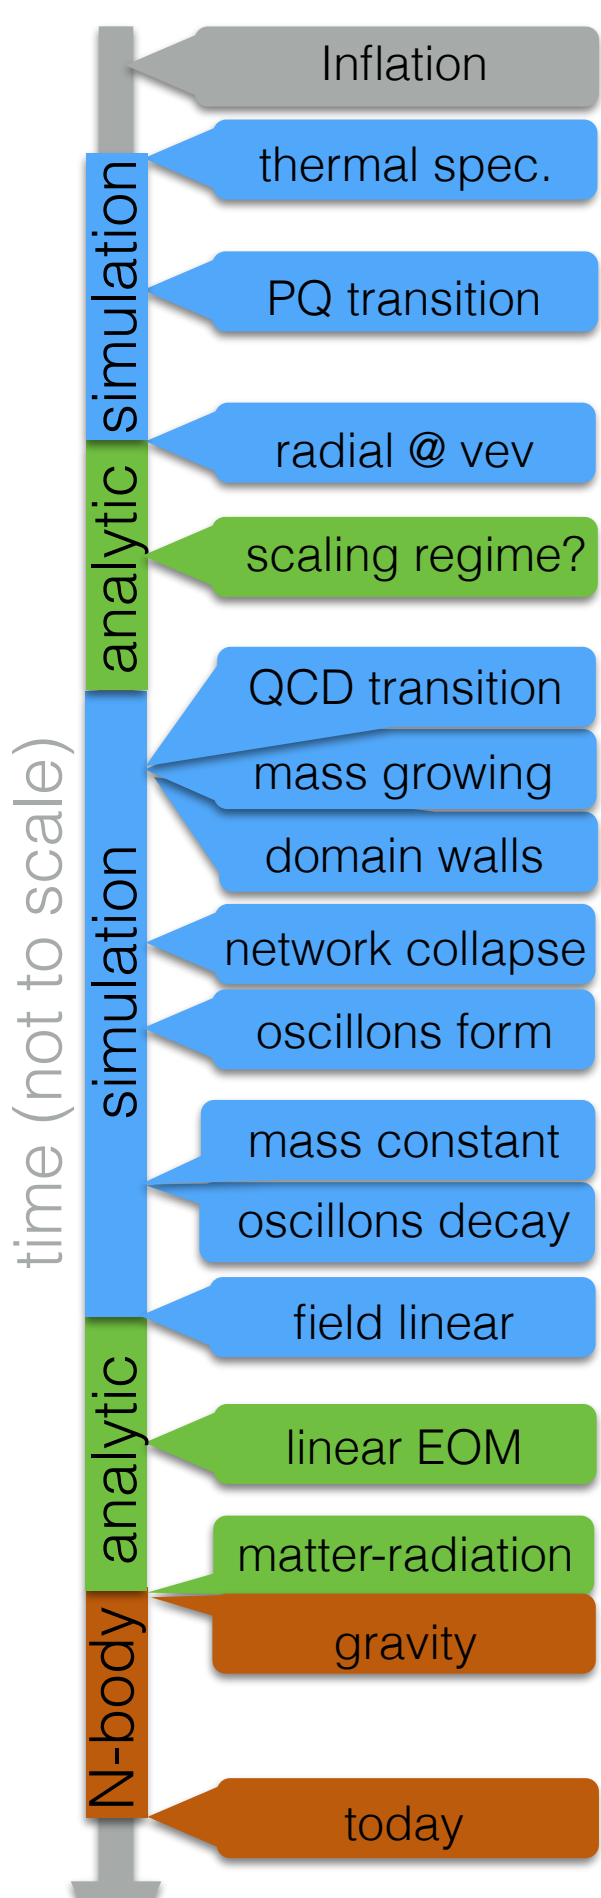 Inflation
thermal spec.
simulation
PQ transition
radial @ vev
analytic
scaling regime?
QCD transition
mass growing
domain walls
time (not to scale)
simulation
network collapse
oscillons form
mass constant
oscillons decay
field linear
analytic
linear EOM
matter-radiation
N-body
gravity
today